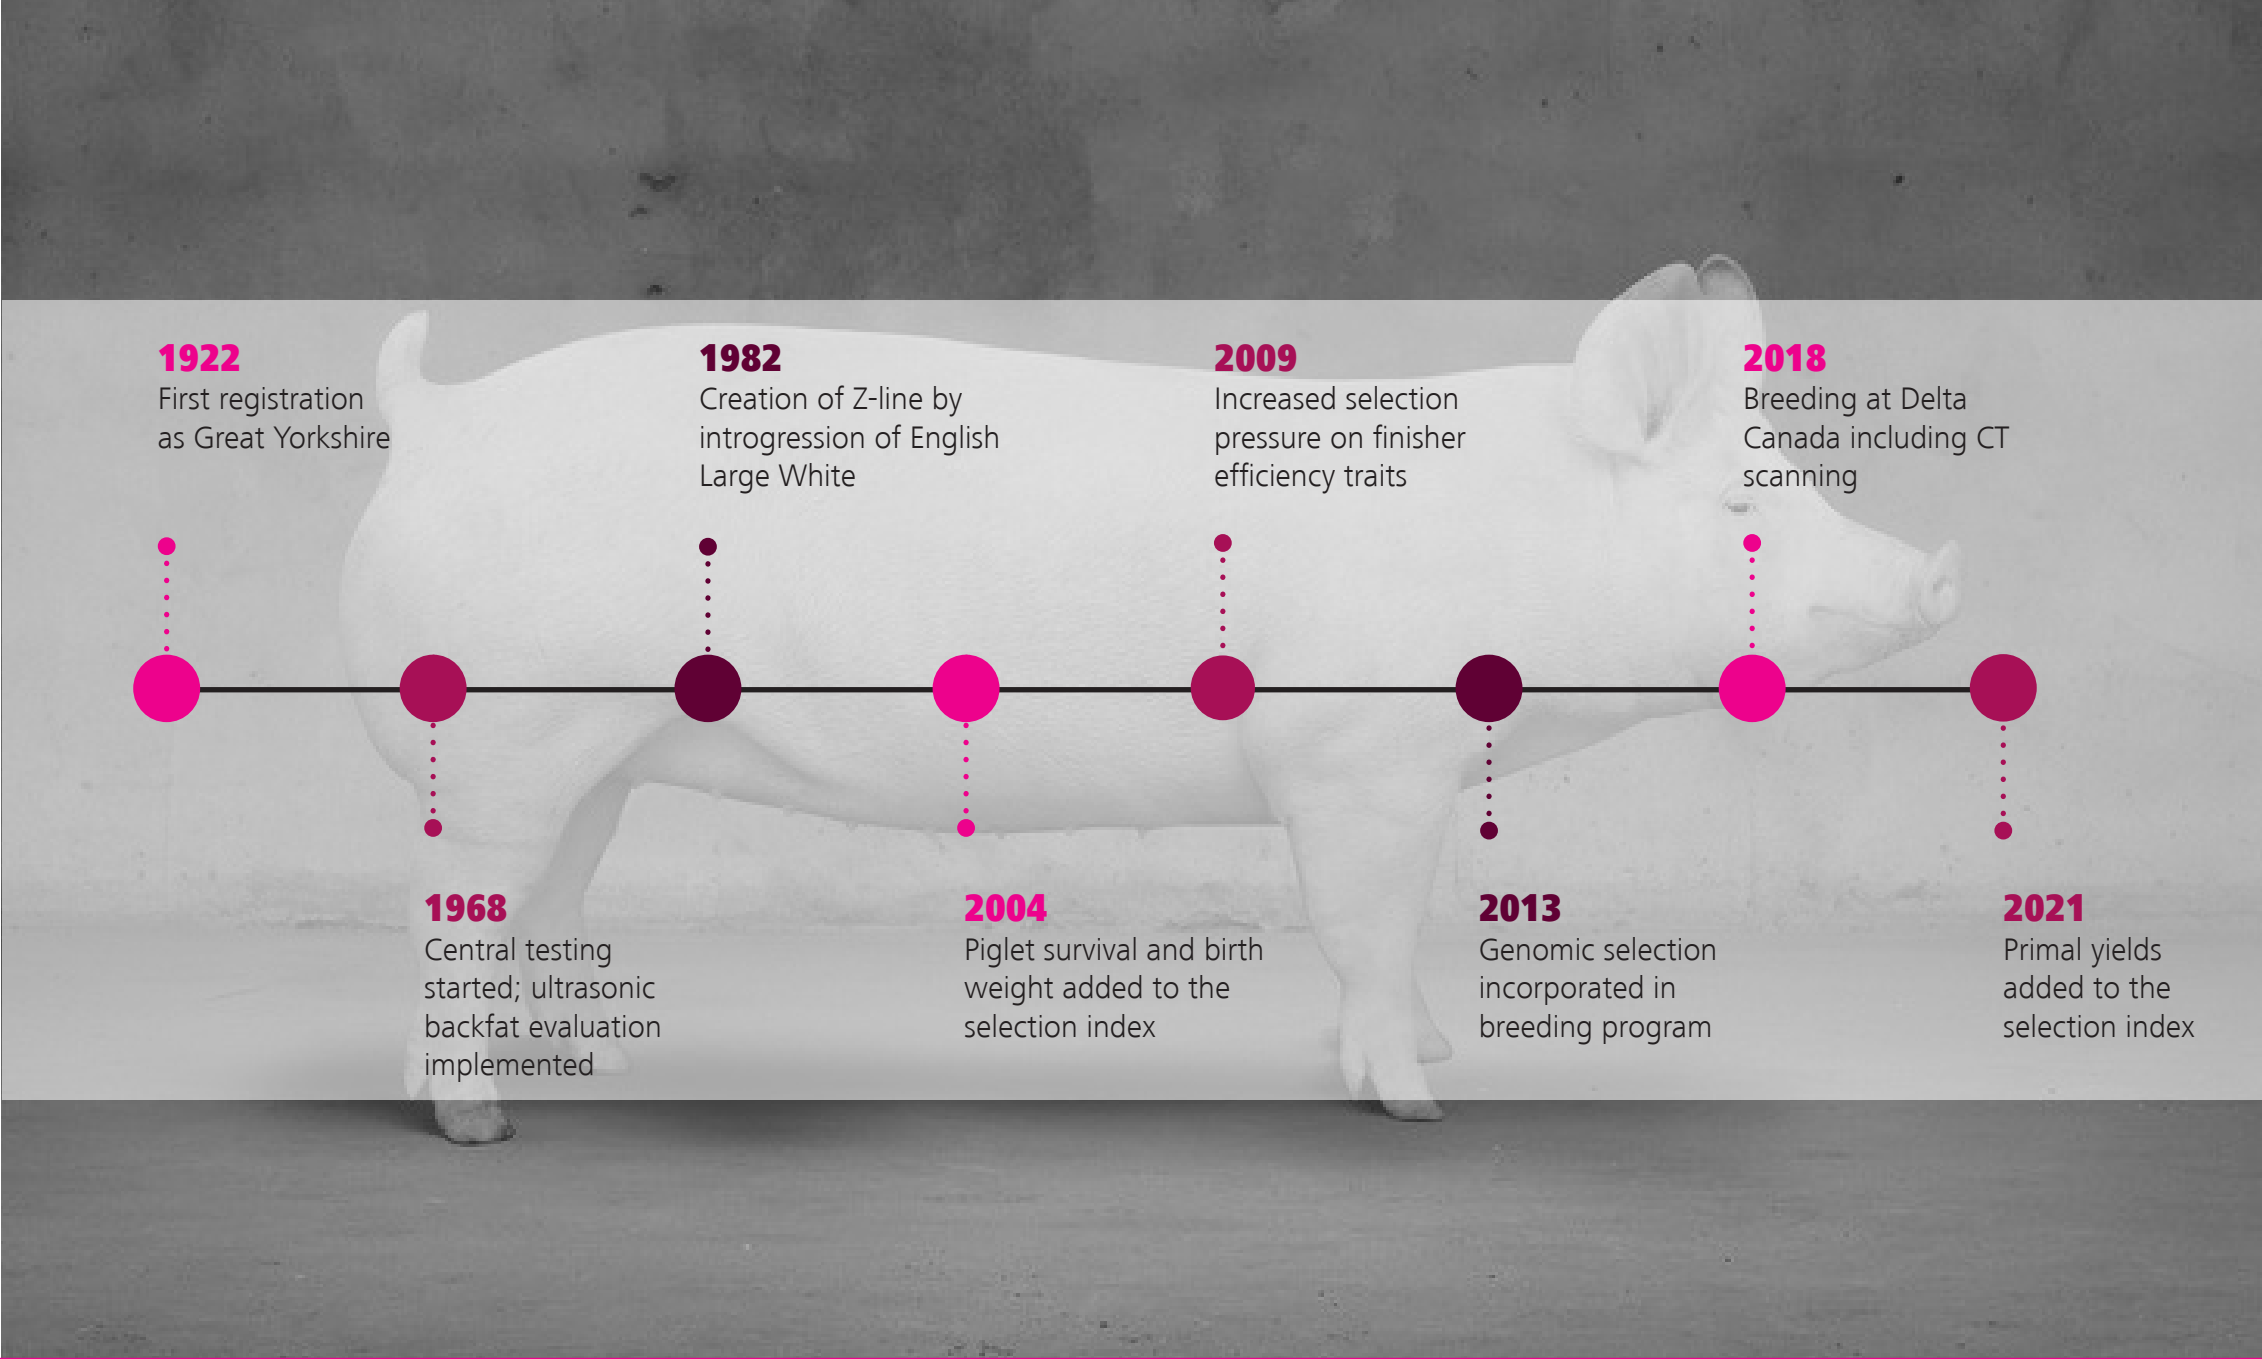 1922
First registration
as Great Yorkshire
1968
Central testing
started; ultrasonic
backfat evaluation
implemented
1982
Creation of Z-line by
introgression of English
Large White
2004
Piglet survival and birth
weight added to the
selection index
2009
Increased selection
pressure on finisher
efficiency traits
2013
Genomic selection
incorporated in
breeding program
2018
Breeding at Delta
Canada including CT
scanning
2021
Primal yields
added to the
selection index